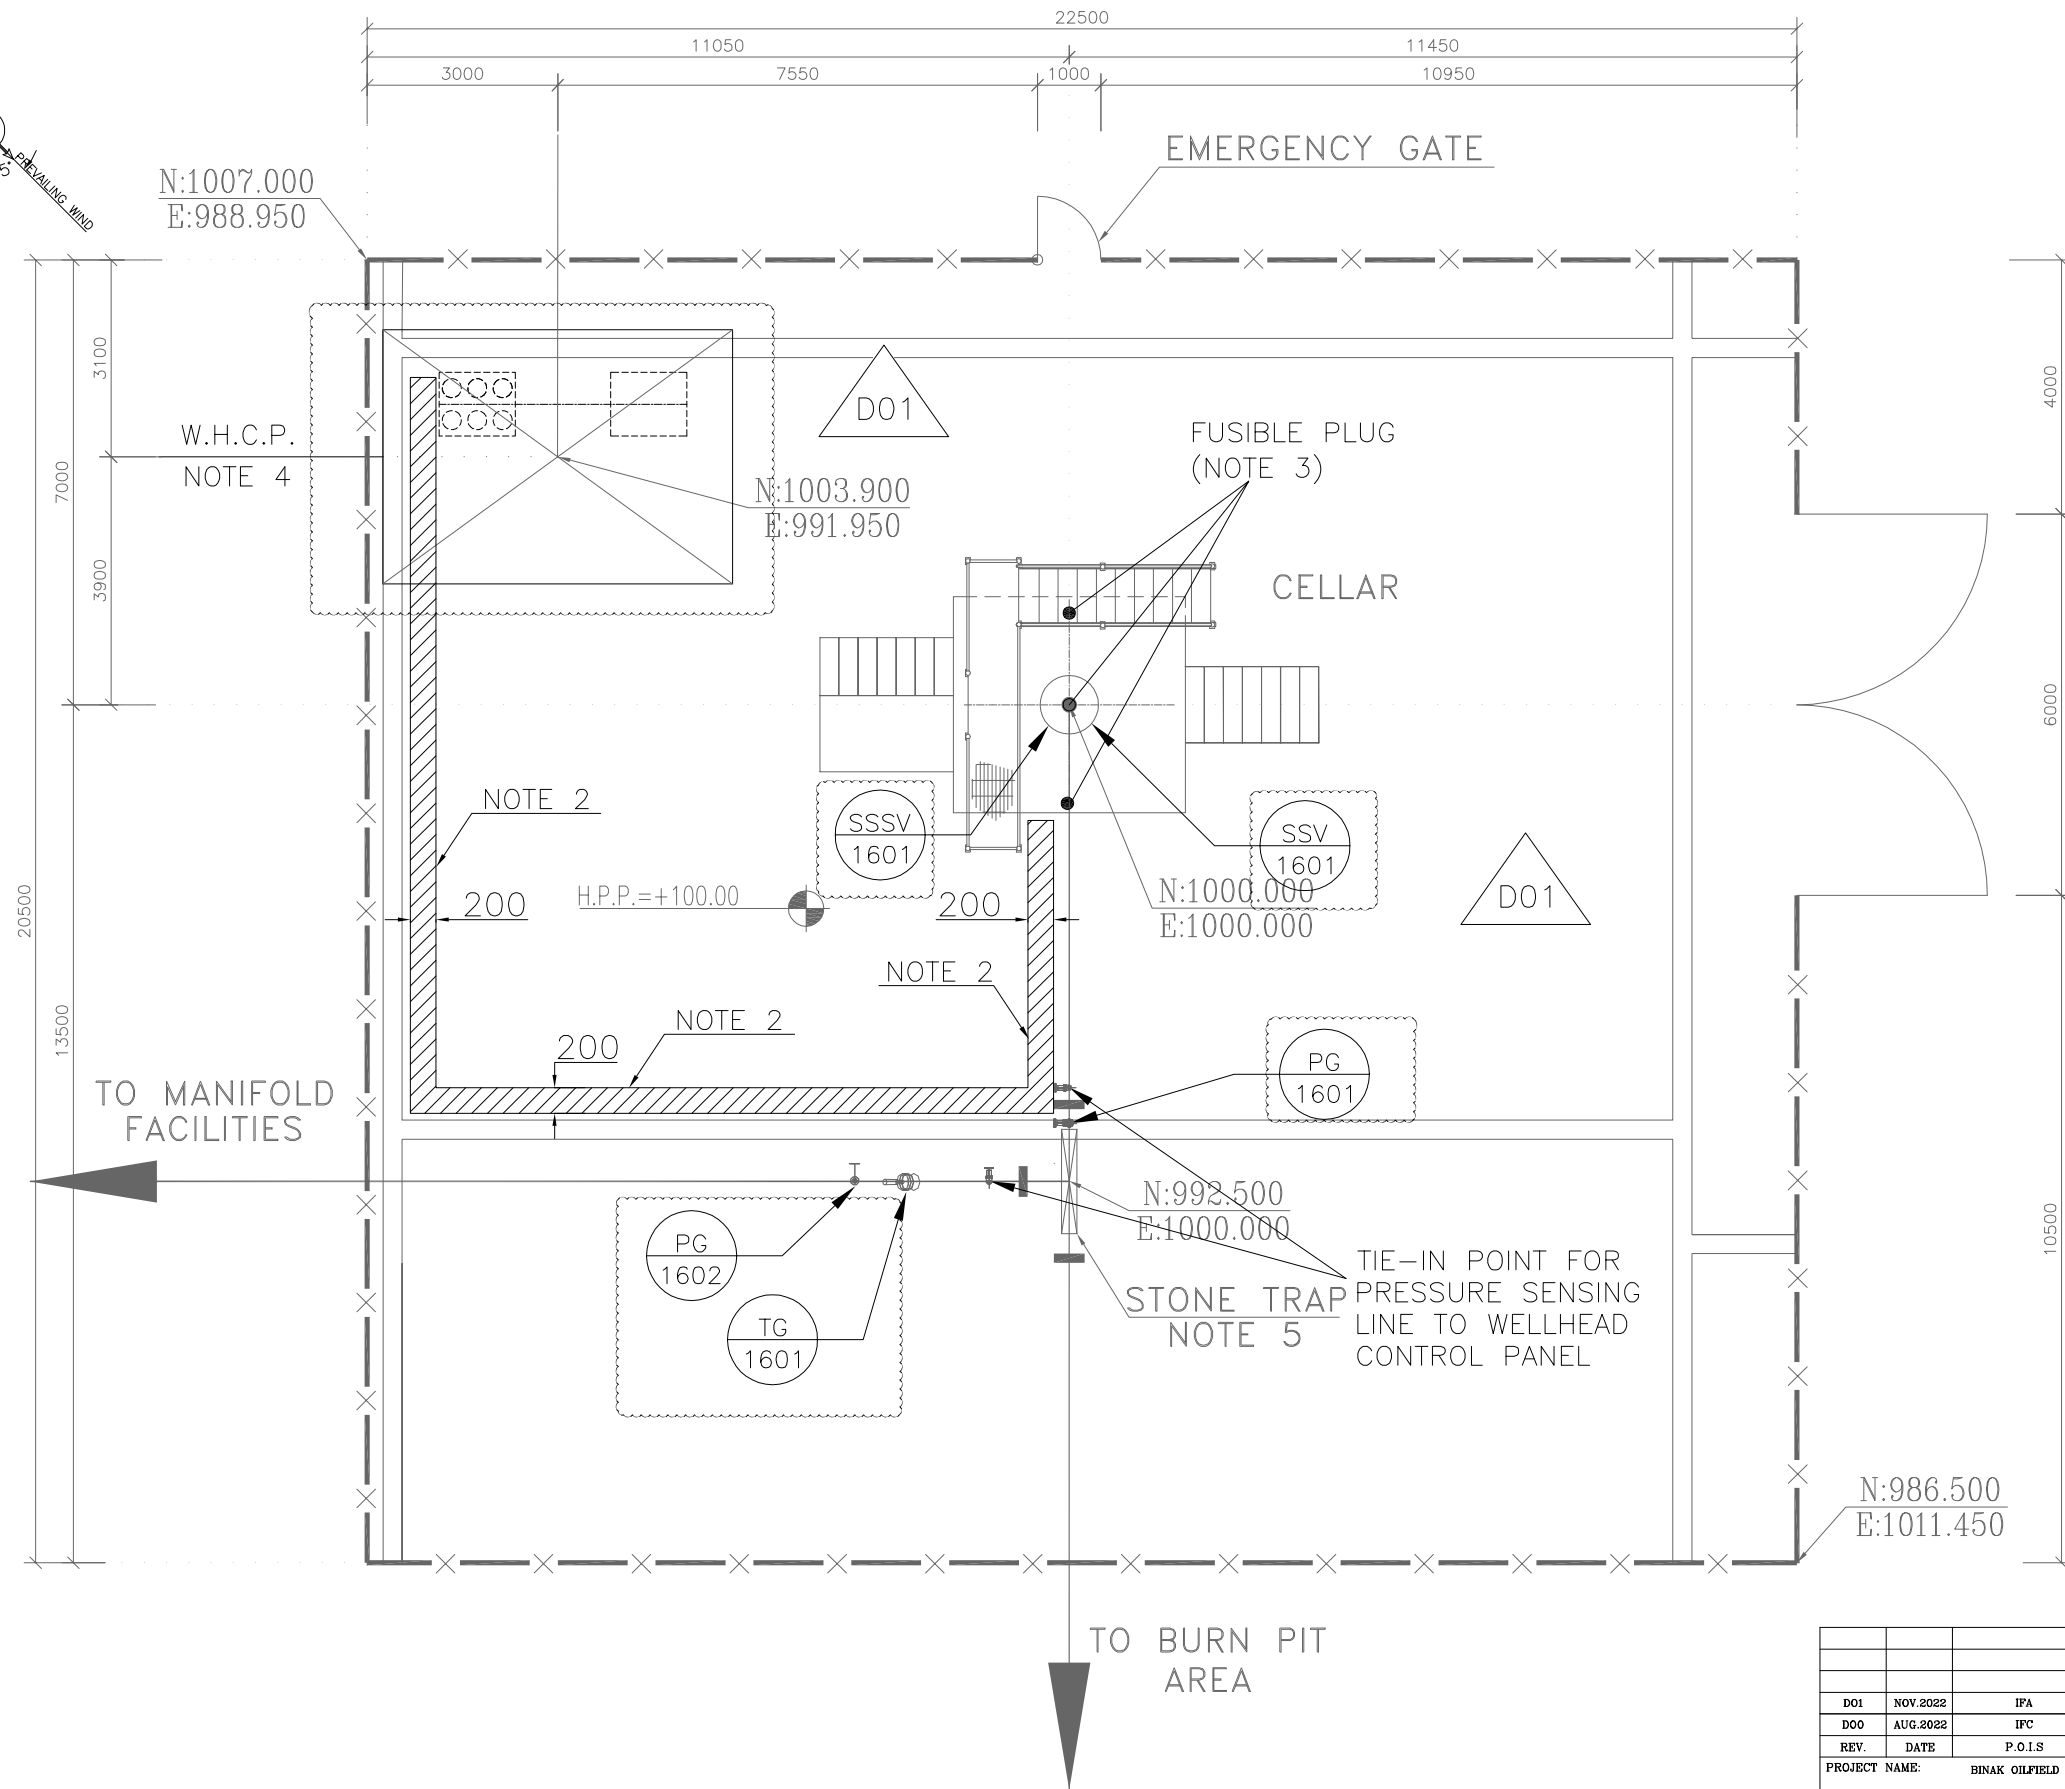 22500
11050
11450
3000
7550
1000
10950
PREVAILING WIND
EMERGENCY GATE
N:1007.000
E:988.950
3100
7000
3900
20500
13500
4000
6000
10500
W.H.C.P.
NOTE 4
D01
FUSIBLE PLUG
(NOTE 3)
N:1003.900
E:991.950
CELLAR
NOTE 2
SSSV
1601
SSV
1601
D01
H.P.P.=+100.00
200
200
N:1000.000
E:1000.000
NOTE 2
NOTE 2
200
PG
1601
TO MANIFOLD
FACILITIES
N:992.500
E:1000.000
PG
1602
TG
1601
STONE TRAP
NOTE 5
TIE-IN POINT FOR
PRESSURE SENSING
LINE TO WELLHEAD
CONTROL PANEL
N:986.500
E:1011.450
TO BURN PIT
AREA
D01 NOV.2022 IFA
D00 AUG.2022 IFC
REV. DATE P.O.I.S
PROJECT NAME: BINAK OILFIELD